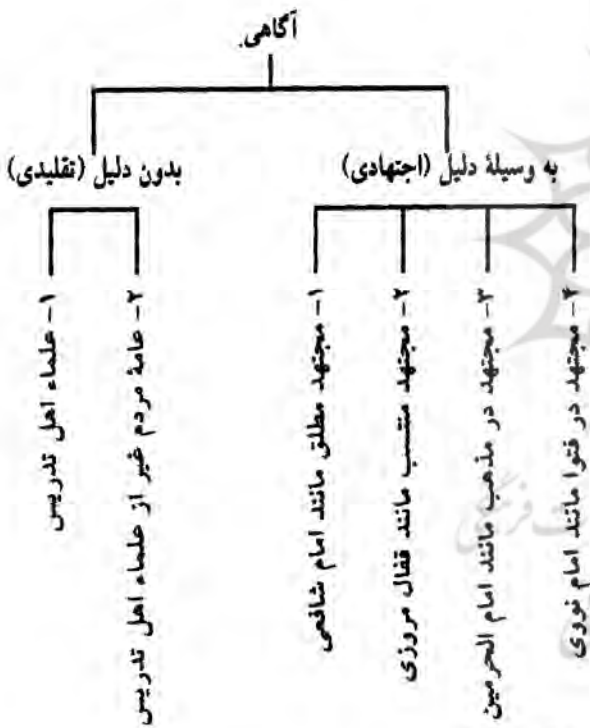 آگاهی
به وسیلهٔ دلیل (اجتهادی)
۱- مجتهد مطلق مانند امام شافعی
۲- مجتهد منتسب مانند قفال مروزی
۳- مجتهد در مذهب مانند امام الحرمین
۴- مجتهد در فتوا مانند امام نووی
بدون دلیل (تقلیدی)
۱- علماء اهل تدریس
۲- عامهٔ مردم غیر از علماء اهل تدریس